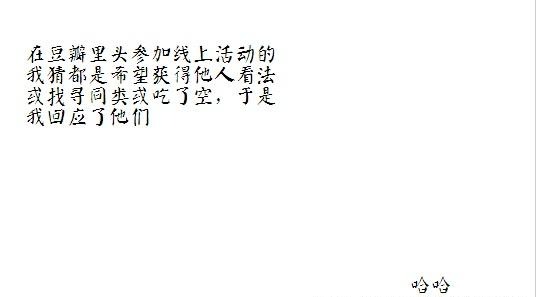 在豆瓣里头参加线上活动的
我猜都是希望获得他人看法
或找寻同类或吃了空，于是
我回应了他们
哈哈